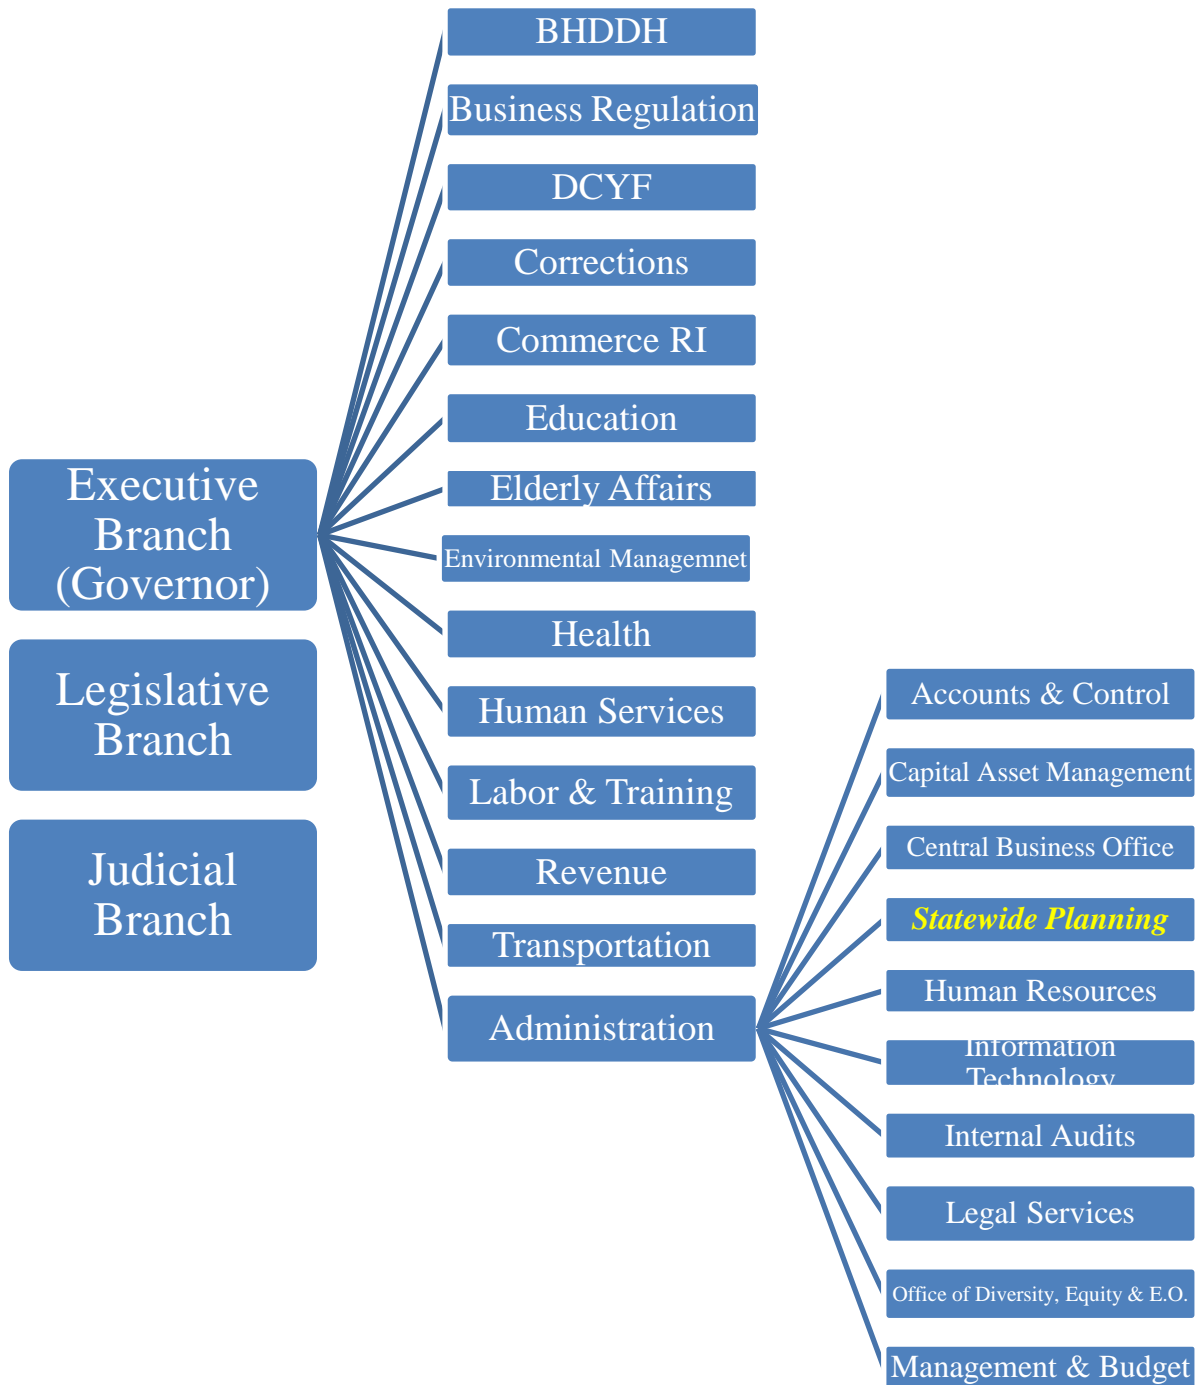 Executive
Branch
(Governor)
Legislative
Branch
Judicial
Branch
BHDDH
Business Regulation
DCYF
Corrections
Commerce RI
Education
Elderly Affairs
Environmental Managemnet
Health
Human Services
Labor & Training
Revenue
Transportation
Administration
Accounts & Control
Capital Asset Management
Central Business Office
Statewide Planning
Human Resources
Information
Technology
Internal Audits
Legal Services
Office of Diversity, Equity & E.O.
Management & Budget